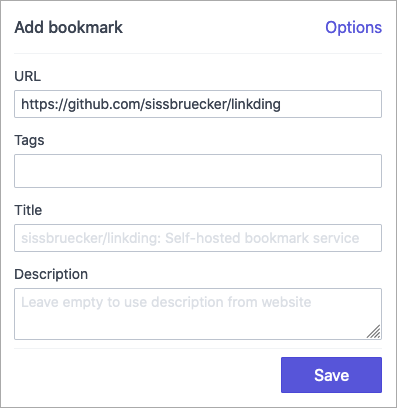 Add bookmark
Options
URL
https://github.com/sissbruecker/linkding
Tags
Title
sissbruecker/linkding: Self-hosted bookmark service
Description
Leave empty to use description from website
Save